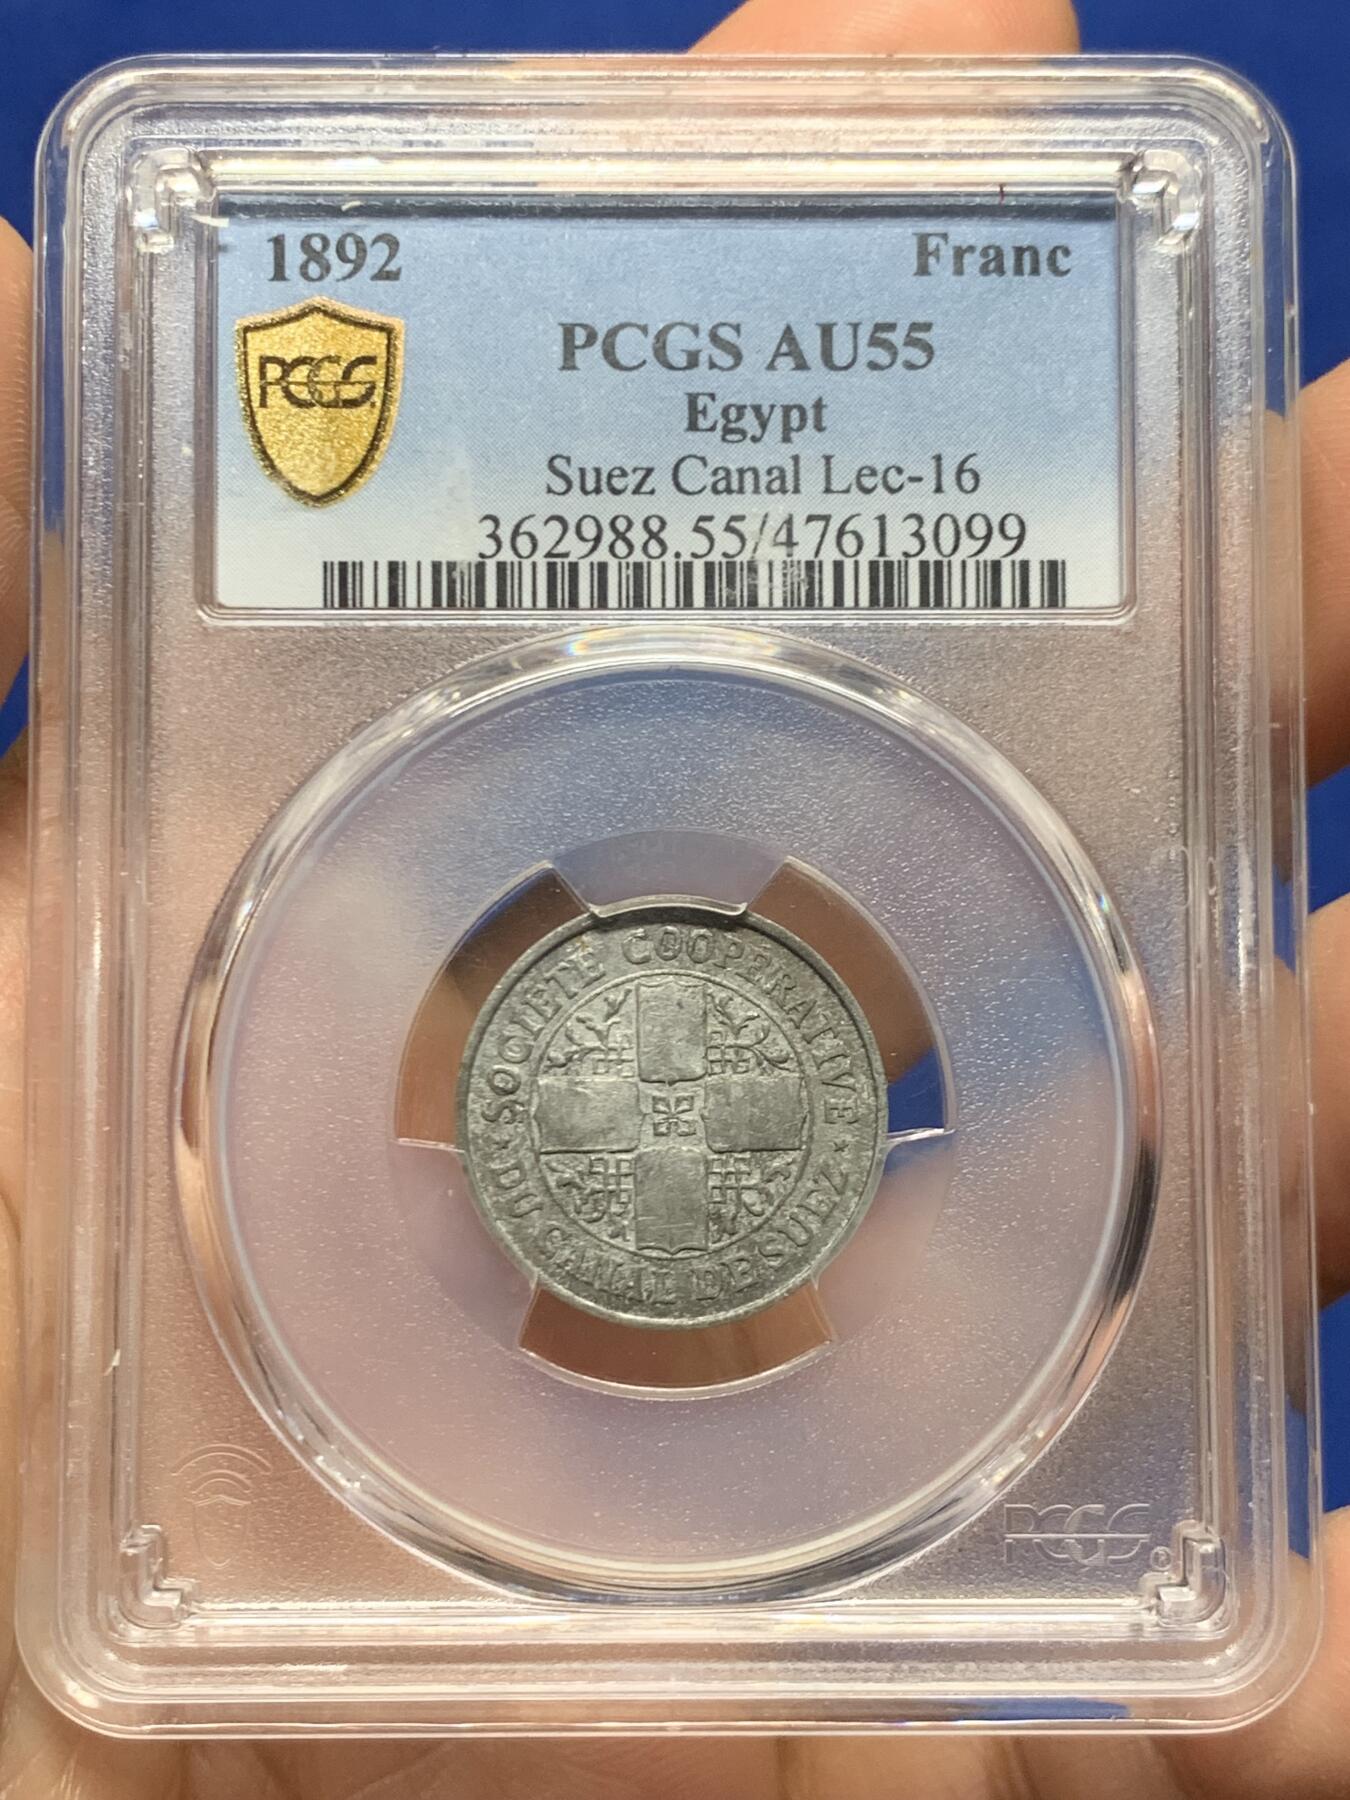 1892 Franc
PCGS
PCGS AU55
Egypt
Suez Canal Lec-16
362988.55/47613099
SOCIETE COOPERATIVE
DU CANAL DE SUEZ
PCGS